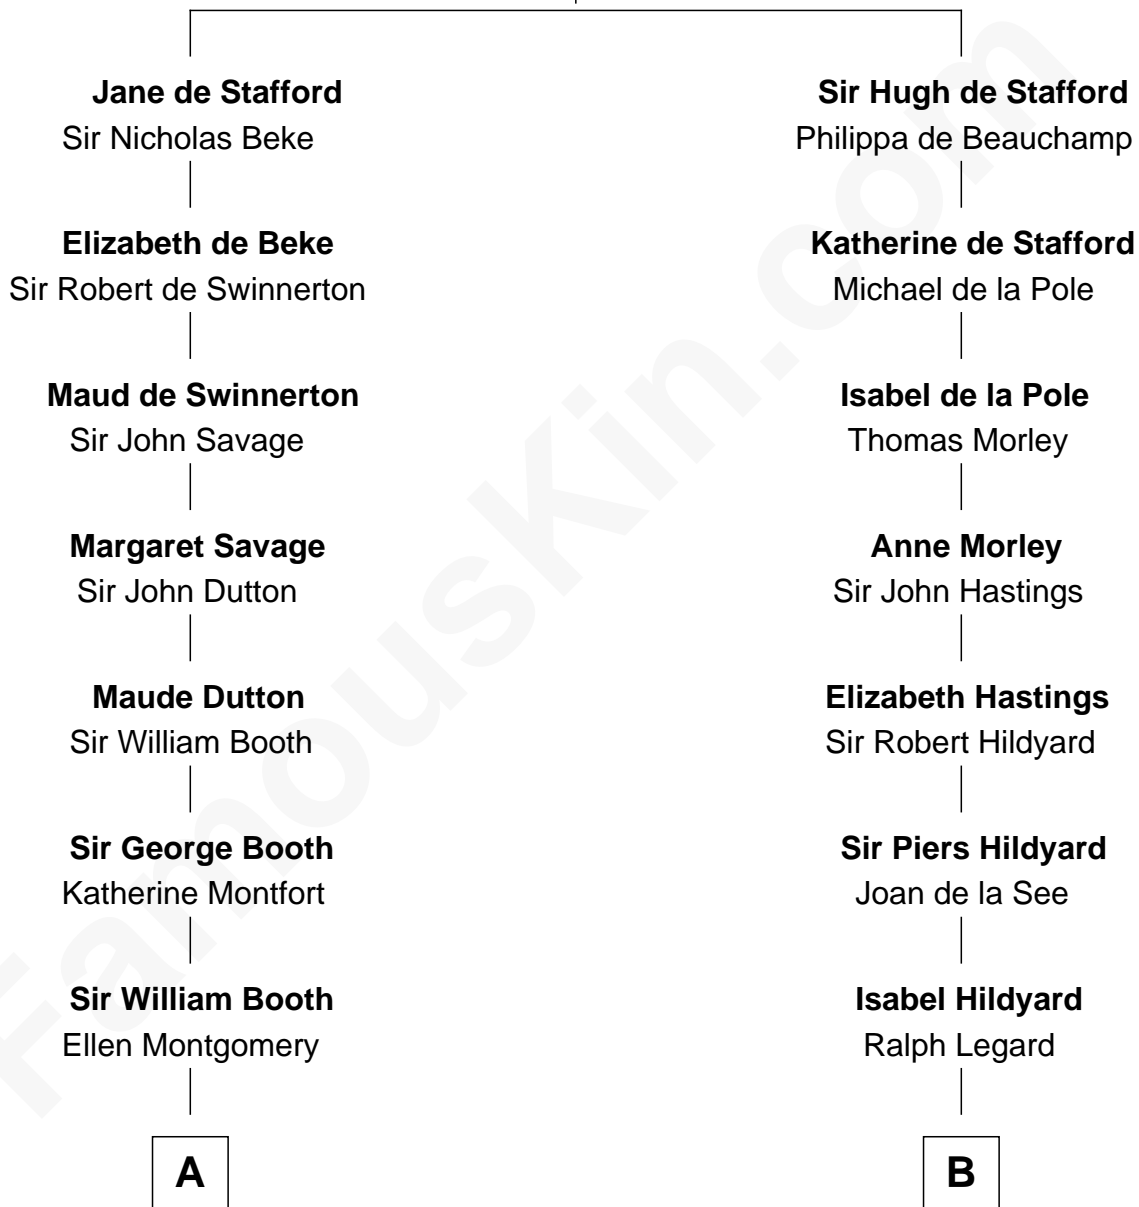 Jane de Stafford
Sir Nicholas Beke
Elizabeth de Beke
Sir Robert de Swinnerton
Maud de Swinnerton
Sir John Savage
Margaret Savage
Sir John Dutton
Maude Dutton
Sir William Booth
Sir George Booth
Katherine Montfort
Sir William Booth
Ellen Montgomery
A
Sir Hugh de Stafford
Philippa de Beauchamp
Katherine de Stafford
Michael de la Pole
Isabel de la Pole
Thomas Morley
Anne Morley
Sir John Hastings
Elizabeth Hastings
Sir Robert Hildyard
Sir Piers Hildyard
Joan de la See
Isabel Hildyard
Ralph Legard
B
FamousKin.com